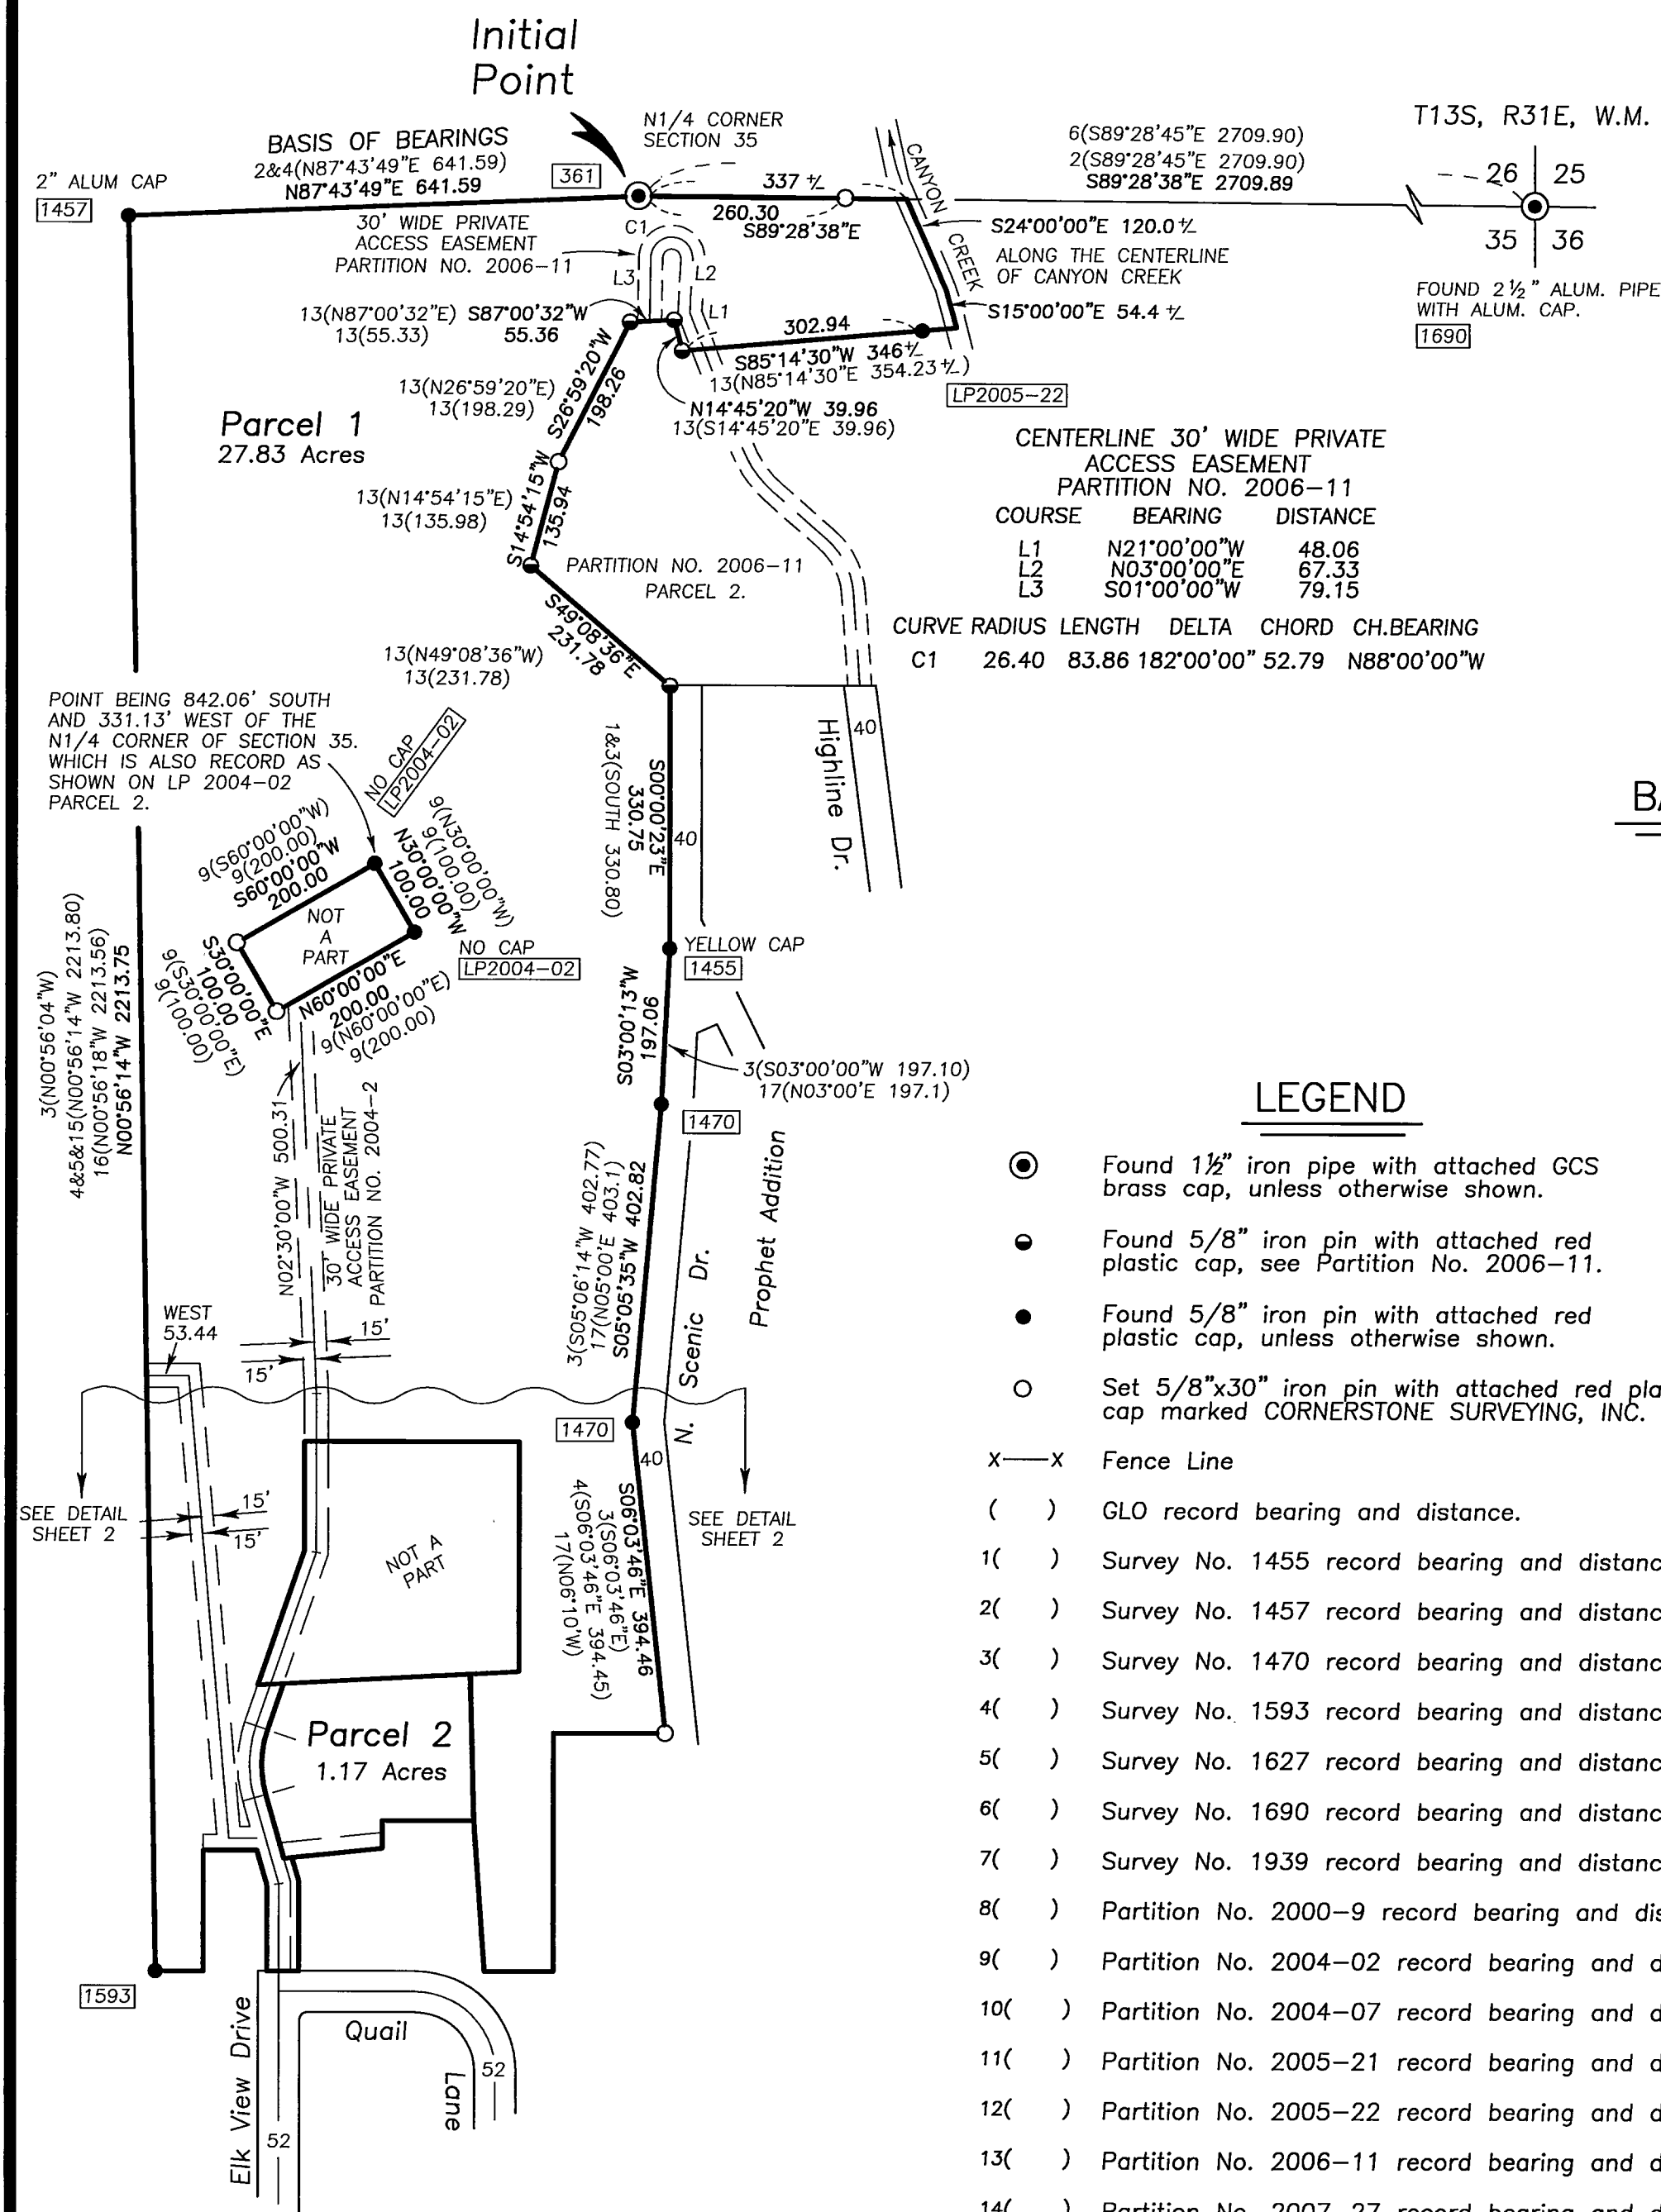 Initial
Point
N1/4 CORNER
SECTION 35
T13S, R31E, W.M.
BASIS OF BEARINGS
2&4(N87°43'49"E 641.59)
N87°43'49"E 641.59
361
2" ALUM CAP
1457
337 +/-
260.30
S89°28'38"E
6(S89°28'45"E 2709.90)
2(S89°28'45"E 2709.90)
S89°28'38"E 2709.89
26
25
35
36
FOUND 2 1/2" ALUM. PIPE
WITH ALUM. CAP.
1690
CANYON
CREEK
S24°00'00"E 120.0 +/-
ALONG THE CENTERLINE
OF CANYON CREEK
S15°00'00"E 54.4 +/-
30' WIDE PRIVATE
ACCESS EASEMENT
PARTITION NO. 2006-11
C1
L3
L2
L1
13(N87°00'32"E)
13(55.33)
S87°00'32"W
55.36
302.94
S85°14'30"W 346+/-
13(N85°14'30"E 354.23+/-)
LP2005-22
N14°45'20"W 39.96
13(S14°45'20"E 39.96)
S26°59'20"W
198.26
13(N26°59'20"E)
13(198.29)
Parcel 1
27.83 Acres
S14°54'15"W
135.94
13(N14°54'15"E)
13(135.98)
PARTITION NO. 2006-11
PARCEL 2.
S49°08'36"E
231.78
13(N49°08'36"W)
13(231.78)
CENTERLINE 30' WIDE PRIVATE
ACCESS EASEMENT
PARTITION NO. 2006-11
COURSE BEARING DISTANCE
L1 N21°00'00"W 48.06
L2 N03°00'00"E 67.33
L3 S01°00'00"W 79.15
CURVE RADIUS LENGTH DELTA CHORD CH.BEARING
C1 26.40 83.86 182°00'00" 52.79 N88°00'00"W
POINT BEING 842.06' SOUTH
AND 331.13' WEST OF THE
N1/4 CORNER OF SECTION 35.
WHICH IS ALSO RECORD AS
SHOWN ON LP 2004-02
PARCEL 2.
NO CAP
LP2004-02
9(S60°00'00"W)
9(200.00)
S60°00'00"W
200.00
9(N30°00'00"W)
9(100.00)
N30°00'00"W
100.00
NOT
A
PART
S30°00'00"E
100.00
9(S30°00'00"E)
9(100.00)
N60°00'00"E
200.00
9(N60°00'00"E)
9(200.00)
NO CAP
LP2004-02
S00°00'23"E
330.75
1&3(SOUTH 330.80)
40
Highline Dr.
40
BA
YELLOW CAP
1455
S03°00'13"W
197.06
3(S03°00'00"W 197.10)
17(N03°00'E 197.1)
1470
3(N00°56'04"W)
4&5&15(N00°56'14"W 2213.80)
16(N00°56'18"W 2213.56)
N00°56'14"W 2213.75
N02°30'00"W 500.31
30' WIDE PRIVATE
ACCESS EASEMENT
PARTITION NO. 2004-2
15'
15'
WEST
53.44
3(S05°06'14"W 402.77)
17(N05°00'E 403.1)
S05°05'35"W 402.82
N. Scenic Dr.
Prophet Addition
1470
40
SEE DETAIL
SHEET 2
15'
15'
SEE DETAIL
SHEET 2
S06°03'46"E 394.46
3(S06°03'46"E)
4(S06°03'46"E 394.45)
17(N06°10'W)
NOT A
PART
Parcel 2
1.17 Acres
1593
Elk View Drive
52
Quail
Lane
52
LEGEND
Found 1½" iron pipe with attached GCS
brass cap, unless otherwise shown.
Found 5/8" iron pin with attached red
plastic cap, see Partition No. 2006-11.
Found 5/8" iron pin with attached red
plastic cap, unless otherwise shown.
Set 5/8"x30" iron pin with attached red pla
cap marked CORNERSTONE SURVEYING, INC.
x——x Fence Line
( ) GLO record bearing and distance.
1( ) Survey No. 1455 record bearing and distanc
2( ) Survey No. 1457 record bearing and distanc
3( ) Survey No. 1470 record bearing and distanc
4( ) Survey No. 1593 record bearing and distanc
5( ) Survey No. 1627 record bearing and distanc
6( ) Survey No. 1690 record bearing and distanc
7( ) Survey No. 1939 record bearing and distanc
8( ) Partition No. 2000-9 record bearing and dis
9( ) Partition No. 2004-02 record bearing and d
10( ) Partition No. 2004-07 record bearing and d
11( ) Partition No. 2005-21 record bearing and d
12( ) Partition No. 2005-22 record bearing and d
13( ) Partition No. 2006-11 record bearing and d
14( ) Partition No. 2007-27 record bearing and d